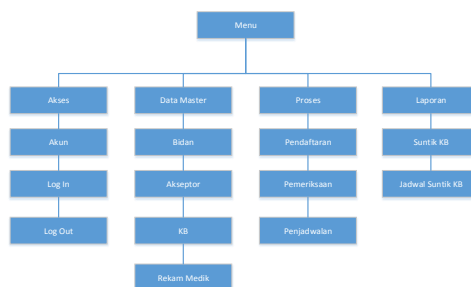 Menu
Akses
Data Master
Proses
Laporan
Akun
Bidan
Pendaftaran
Suntik KB
Log In
Akseptor
Pemeriksaan
Jadwal Suntik KB
Log Out
KB
Penjadwalan
Rekam Medik